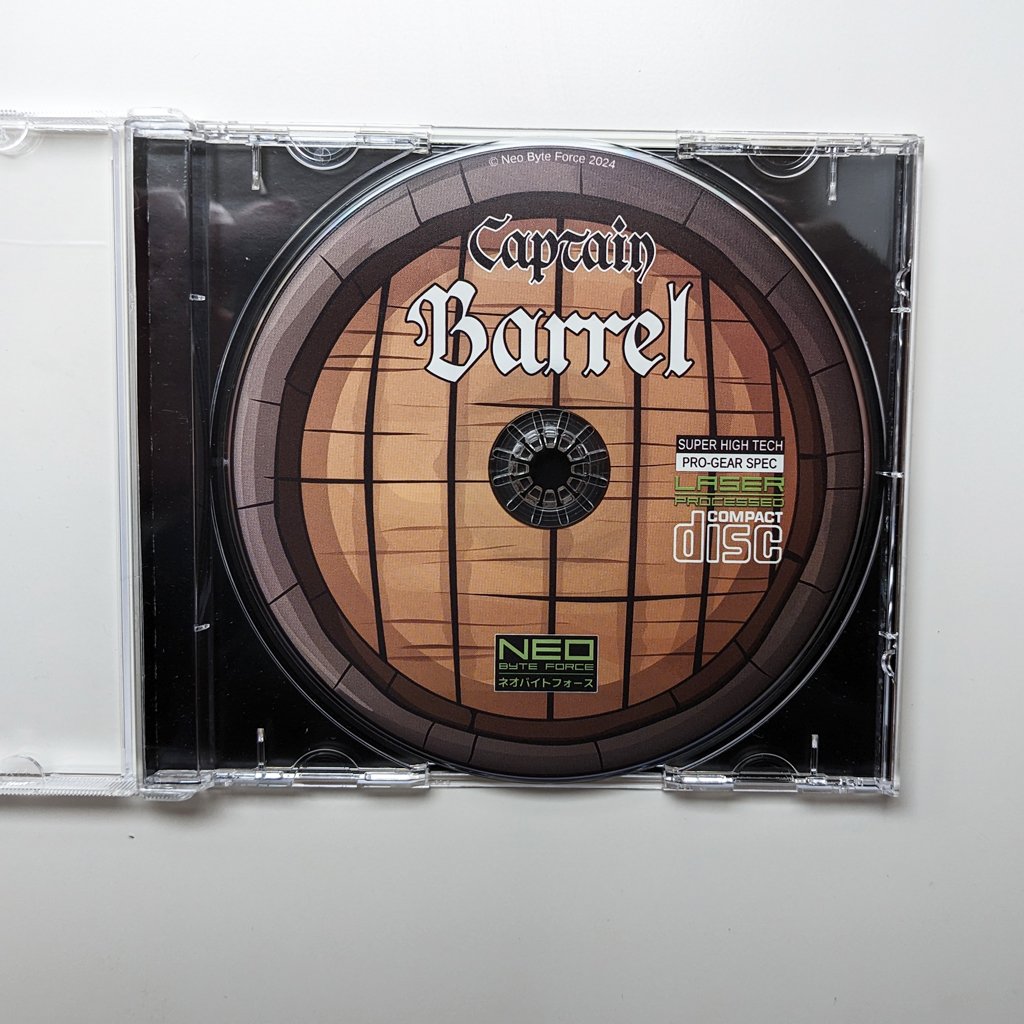 © Neo Byte Force 2024
Captain
Barrel
SUPER HIGH TECH
PRO-GEAR SPEC
LASER
PROCESSED
COMPACT
disc
NEO
BYTE FORCE
ネオバイトフォース